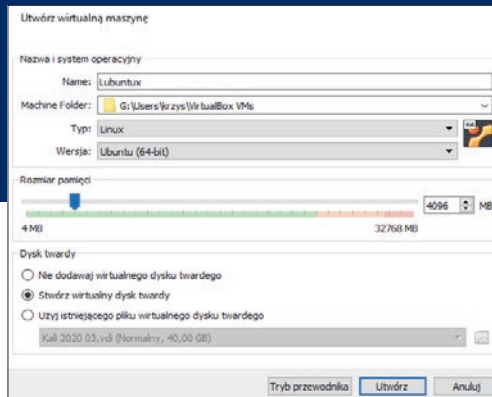 Utwórz wirtualną maszynę
Nazwa i system operacyjny
Name: Lubuntux
Machine Folder: G:\Users\krzys\VirtualBox VMs
Typ: Linux
64
Wersja: Ubuntu (64-bit)
Rozmiar pamięci
4096 MB
4 MB 32768 MB
Dysk twardy
Nie dodawaj wirtualnego dysku twardego
Stwórz wirtualny dysk twardy
Użyj istniejącego pliku wirtualnego dysku twardego
Kali 2020 03.vdi (Normalny, 40,00 GB)
Tryb przewodnika Utwórz Anuluj